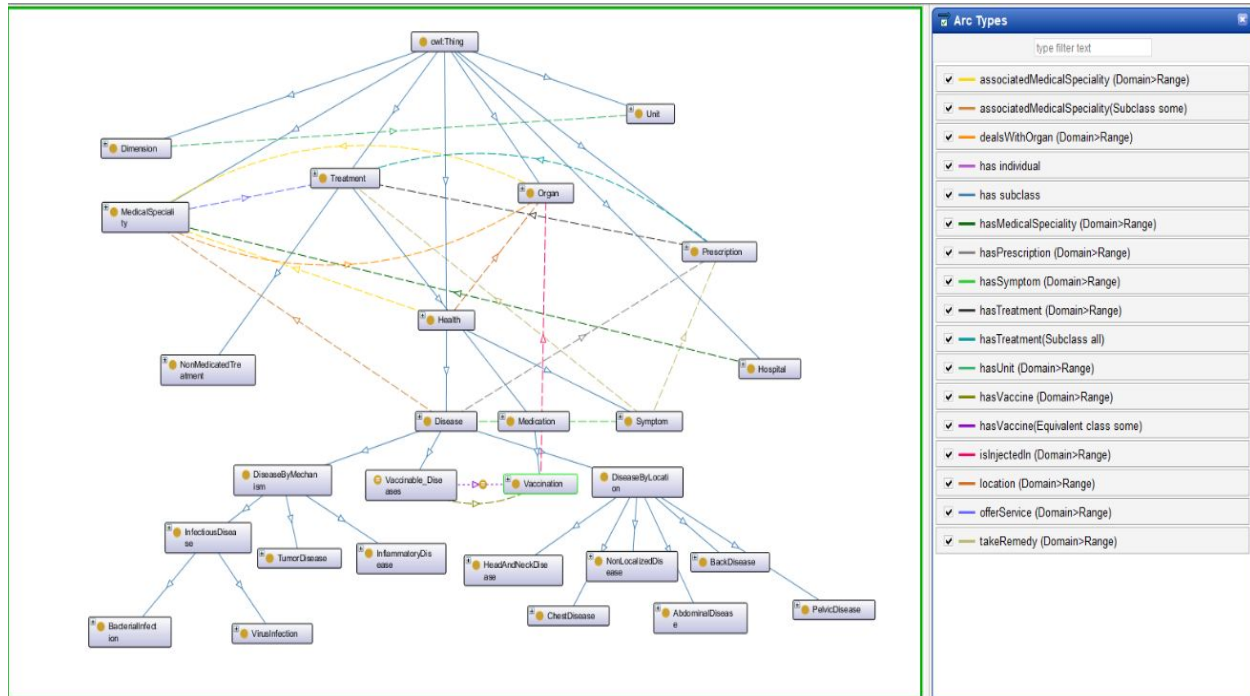 owl:Thing
Unit
Dimension
Treatment
Organ
MedicalSpeciali
ty
Prescription
Health
NonMedicatedTre
atment
Hospital
Disease
Medication
Symptom
DiseaseByMechan
ism
Vaccinable_Dis
eases
Vaccination
DiseaseByLocati
on
InfectiousDisea
se
TumorDisease
InflammatoryDis
ease
HeadAndNeckDise
ase
NonLocalizedDis
ease
BackDisease
ChestDisease
AbdominalDiseas
e
PelvicDisease
BacterialInfect
ion
VirusInfection
Arc Types
type filter text
associatedMedicalSpeciality (Domain>Range)
associatedMedicalSpeciality(Subclass some)
dealsWithOrgan (Domain>Range)
has individual
has subclass
hasMedicalSpeciality (Domain>Range)
hasPrescription (Domain>Range)
hasSymptom (Domain>Range)
hasTreatment (Domain>Range)
hasTreatment(Subclass all)
hasUnit (Domain>Range)
hasVaccine (Domain>Range)
hasVaccine(Equivalent class some)
isInjectedIn (Domain>Range)
location (Domain>Range)
offerService (Domain>Range)
takeRemedy (Domain>Range)